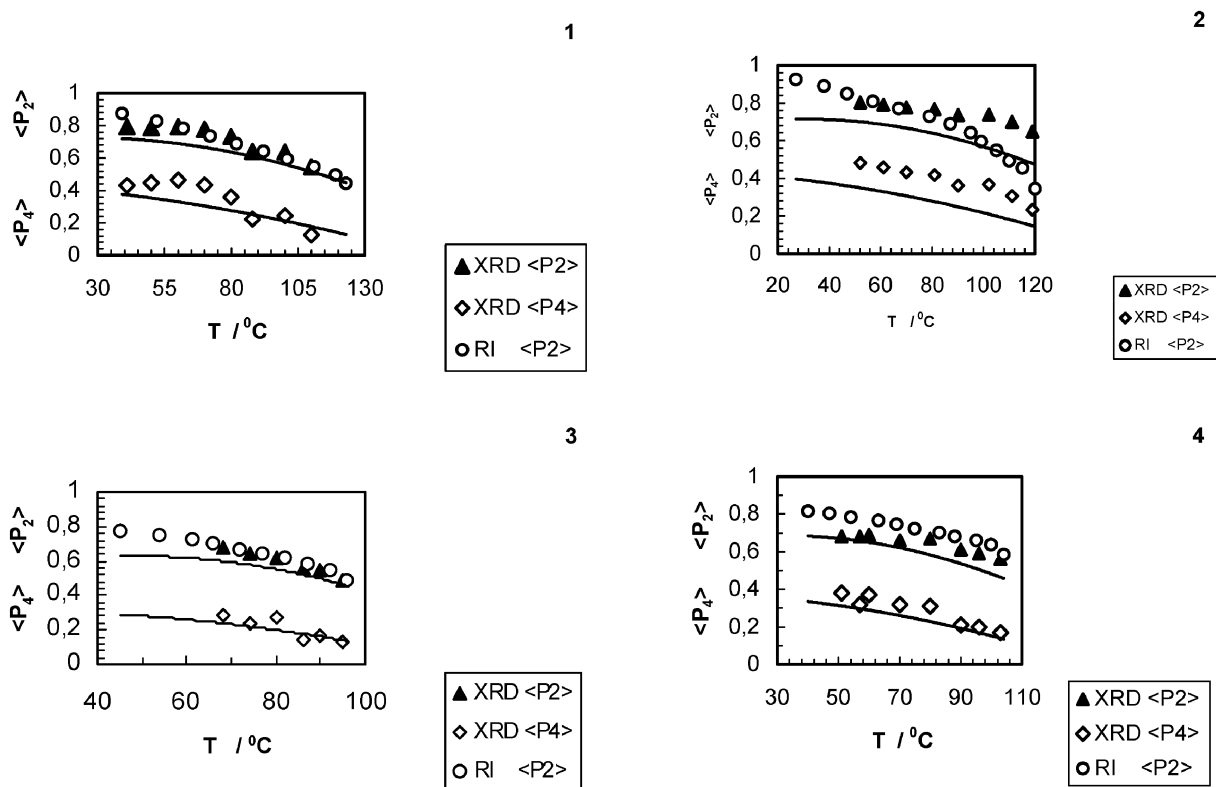 1
<P2>
<P4>
1
0,8
0,6
0,4
0,2
0
30 55 80 105 130
T / ⁰C
XRD <P2>
XRD <P4>
RI <P2>
2
<P2>
<P4>
1
0,8
0,6
0,4
0,2
0
20 40 60 80 100 120
T / ⁰C
XRD <P2>
XRD <P4>
RI <P2>
3
<P2>
<P4>
1
0,8
0,6
0,4
0,2
0
40 60 80 100
T / ⁰C
XRD <P2>
XRD <P4>
RI <P2>
4
<P2>
<P4>
1
0,8
0,6
0,4
0,2
0
30 50 70 90 110
T / ⁰C
XRD <P2>
XRD <P4>
RI <P2>